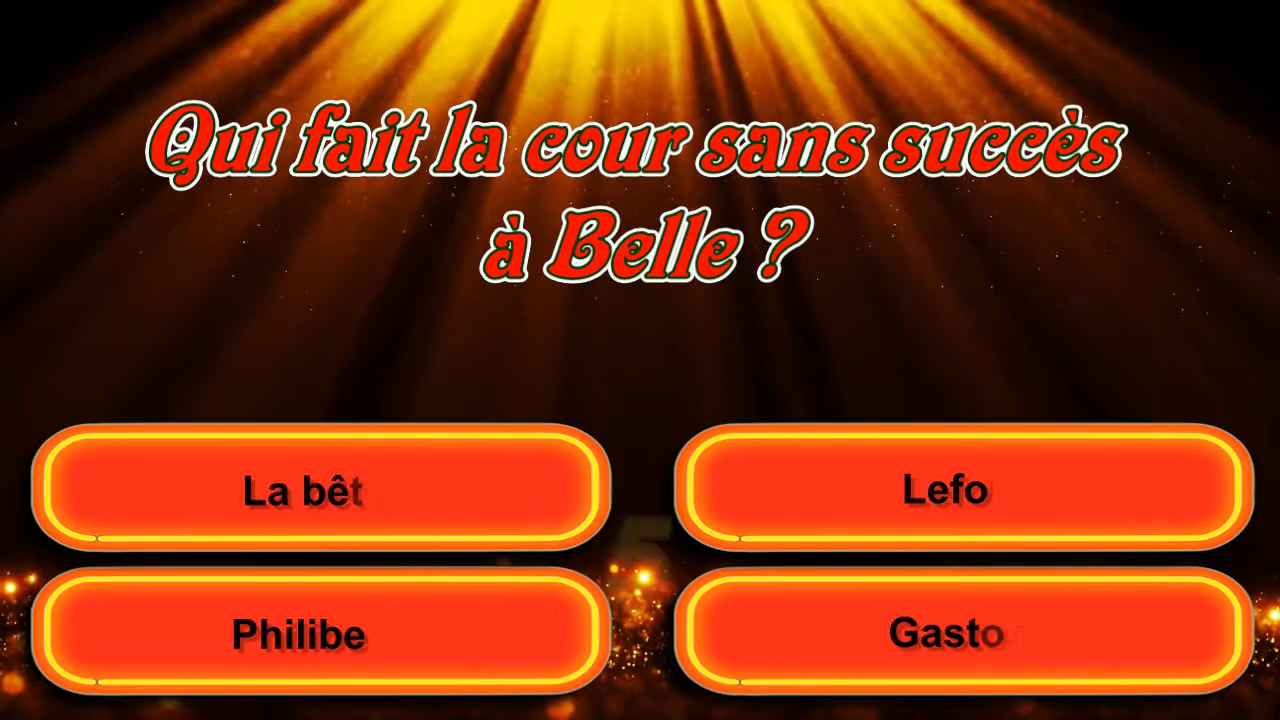 Qui fait la cour sans succès
à Belle ?
La bêt
Lefo
Philibe
Gasto